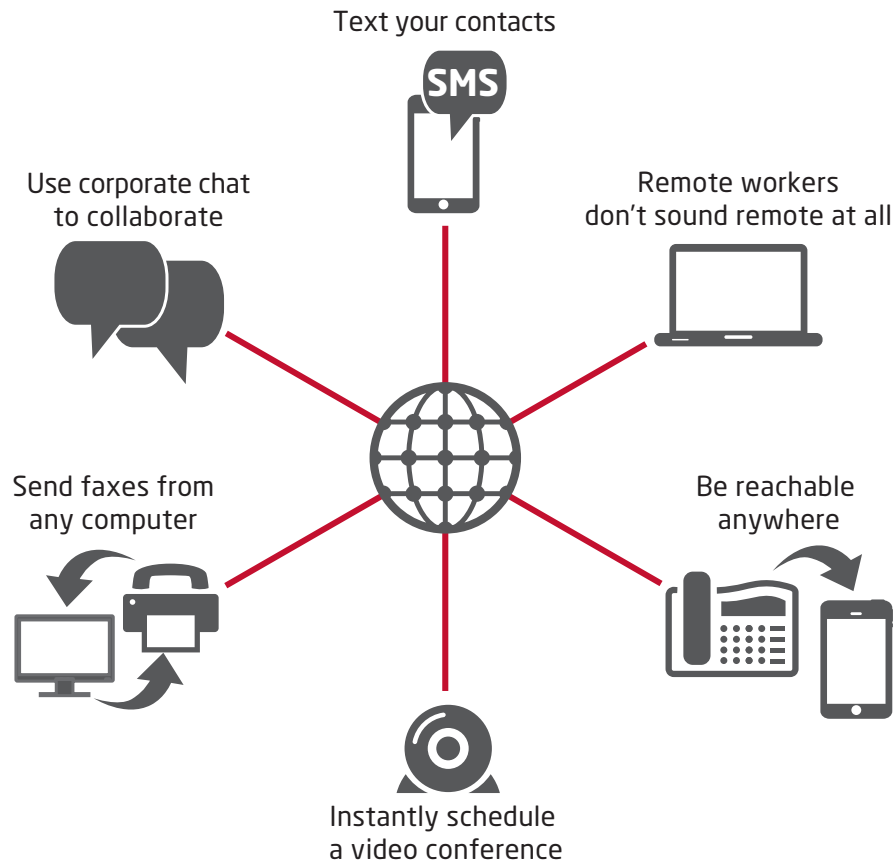 Text your contacts
SMS
Use corporate chat
to collaborate
Remote workers
don't sound remote at all
Send faxes from
any computer
Be reachable
anywhere
Instantly schedule
a video conference